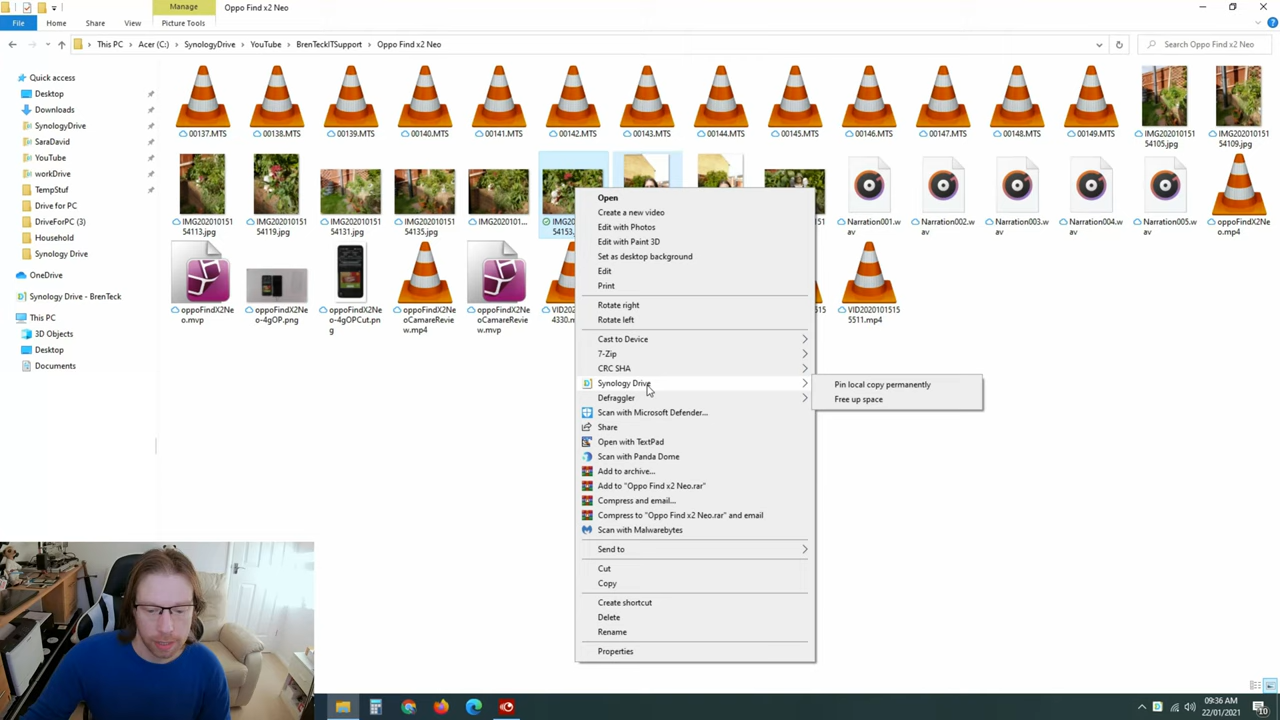 Manage
Oppo Find x2 Neo
File
Home
Share
View
Picture Tools
This PC
Acer (C:)
SynologyDrive
YouTube
BrenTeckITSupport
Oppo Find x2 Neo
Search Oppo Find x2 Neo
Quick access
Desktop
Downloads
SynologyDrive
SaraDavid
YouTube
workDrive
TempStuf
Drive for PC
DriveForPC (3)
Household
Synology Drive
OneDrive
Synology Drive - BrenTeck
This PC
3D Objects
Desktop
Documents
00137.MTS
00138.MTS
00139.MTS
00140.MTS
00141.MTS
00142.MTS
00143.MTS
00144.MTS
00145.MTS
00146.MTS
00147.MTS
00148.MTS
00149.MTS
IMG202010151
54105.jpg
IMG202010151
54109.jpg
IMG202010151
54113.jpg
IMG202010151
54119.jpg
IMG202010151
54131.jpg
IMG202010151
54135.jpg
IMG2020101...
IMG20
54153.
Narration001.w
av
Narration002.w
av
Narration003.w
av
Narration004.w
av
Narration005.w
av
oppoFindX2Ne
o.mp4
oppoFindX2Ne
o.mvp
oppoFindX2Ne
o-4gOP.png
oppoFindX2Ne
o-4gOPCut.pn
g
oppoFindX2Ne
oCamareRevie
w.mp4
oppoFindX2Ne
oCamareRevie
w.mvp
VID20
4330.m
VID2020101515
5511.mp4
Open
Create a new video
Edit with Photos
Edit with Paint 3D
Set as desktop background
Edit
Print
Rotate right
Rotate left
Cast to Device
7-Zip
CRC SHA
Synology Drive
Defraggler
Scan with Microsoft Defender...
Share
Open with TextPad
Scan with Panda Dome
Add to archive...
Add to "Oppo Find x2 Neo.rar"
Compress and email...
Compress to "Oppo Find x2 Neo.rar" and email
Scan with Malwarebytes
Send to
Cut
Copy
Create shortcut
Delete
Rename
Properties
Pin local copy permanently
Free up space
09:36 AM
22/01/2021
10